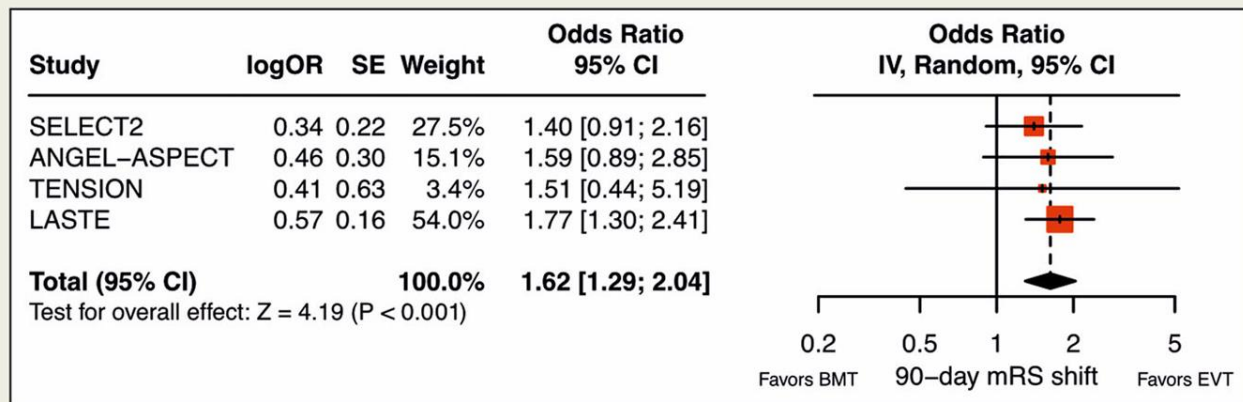 Odds Ratio Odds Ratio
Study logOR SE Weight 95% CI IV, Random, 95% CI
SELECT2 0.34 0.22 27.5% 1.40 [0.91; 2.16]
ANGEL−ASPECT 0.46 0.30 15.1% 1.59 [0.89; 2.85]
TENSION 0.41 0.63 3.4% 1.51 [0.44; 5.19]
LASTE 0.57 0.16 54.0% 1.77 [1.30; 2.41]
Total (95% CI) 100.0% 1.62 [1.29; 2.04]
Test for overall effect: Z = 4.19 (P < 0.001)
0.2 0.5 1 2 5
Favors BMT 90−day mRS shift Favors EVT